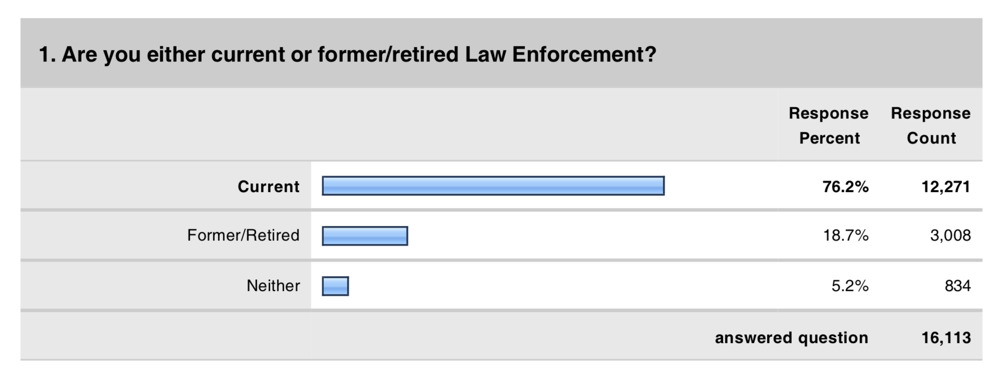 1. Are you either current or former/retired Law Enforcement?
Response Percent Response Count
Current 76.2% 12,271
Former/Retired 18.7% 3,008
Neither 5.2% 834
answered question 16,113